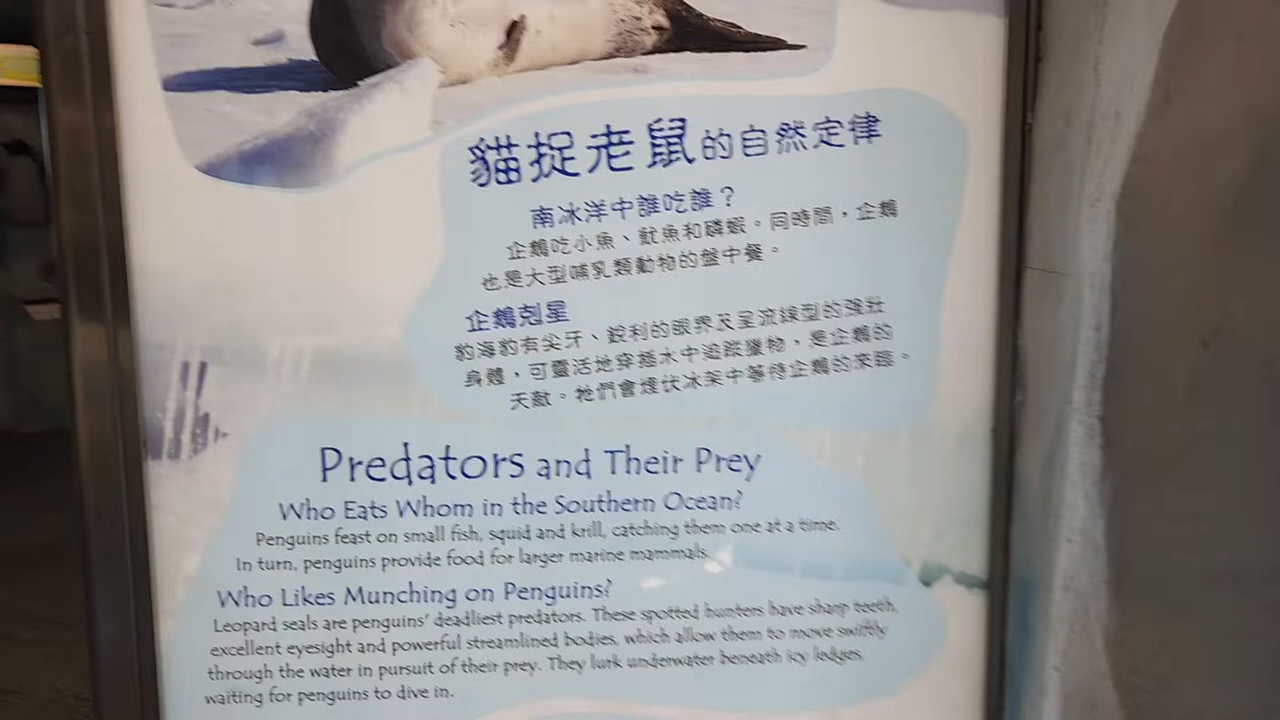 貓捉老鼠的自然定律
南冰洋中誰吃誰？
企鵝吃小魚、魷魚和磷蝦。同時間，企鵝
也是大型哺乳類動物的盤中餐。
企鵝剋星
豹海豹有尖牙、銳利的眼界及呈流線型的強壯
身體，可靈活地穿插水中追蹤獵物，是企鵝的
天敵。牠們會煙伏冰架中等待企鵝的來臨。
Predators and Their Prey
Who Eats Whom in the Southern Ocean?
Penguins feast on small fish, squid and krill, catching them one at a time.
In turn, penguins provide food for larger marine mammals.
Who Likes Munching on Penguins?
Leopard seals are penguins' deadliest predators. These spotted hunters have sharp teeth,
excellent eyesight and powerful streamlined bodies, which allow them to move swiftly
through the water in pursuit of their prey. They lurk underwater beneath icy ledges,
waiting for penguins to dive in.